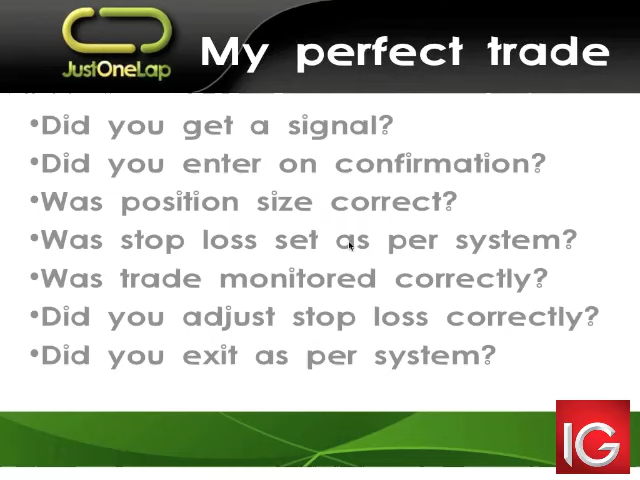 JustOneLap
My perfect trade
•Did you get a signal?
•Did you enter on confirmation?
•Was position size correct?
•Was stop loss set as per system?
•Was trade monitored correctly?
•Did you adjust stop loss correctly?
•Did you exit as per system?
IG